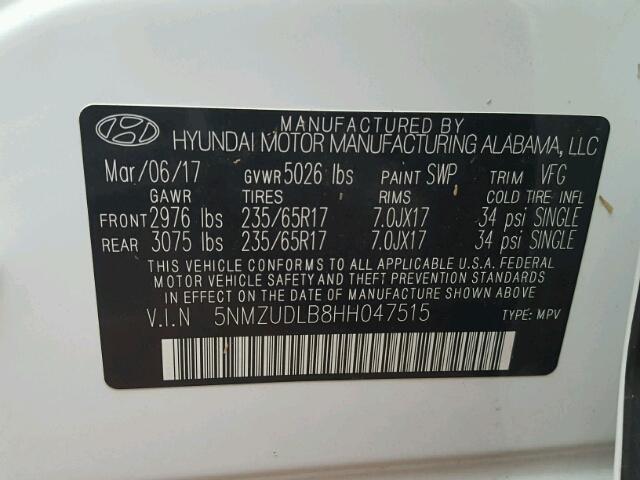 MANUFACTURED BY
HYUNDAI MOTOR MANUFACTURING ALABAMA, LLC
Mar/06/17 GVWR 5026 lbs PAINT SWP TRIM VFG
GAWR TIRES RIMS COLD TIRE INFL
FRONT 2976 lbs 235/65R17 7.0JX17 34 psi SINGLE
REAR 3075 lbs 235/65R17 7.0JX17 34 psi SINGLE
THIS VEHICLE CONFORMS TO ALL APPLICABLE U.S.A. FEDERAL
MOTOR VEHICLE SAFETY AND THEFT PREVENTION STANDARDS
IN EFFECT ON THE DATE OF MANUFACTURE SHOWN ABOVE.
V.I.N 5NMZUDLB8HH047515 TYPE: MPV